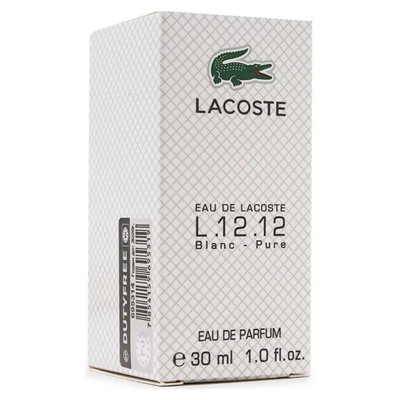 LACOSTE
EAU DE LACOSTE
L.12.12
Blanc - Pure
EAU DE PARFUM
e 30 ml 1.0 fl.oz.
DUTYFREE